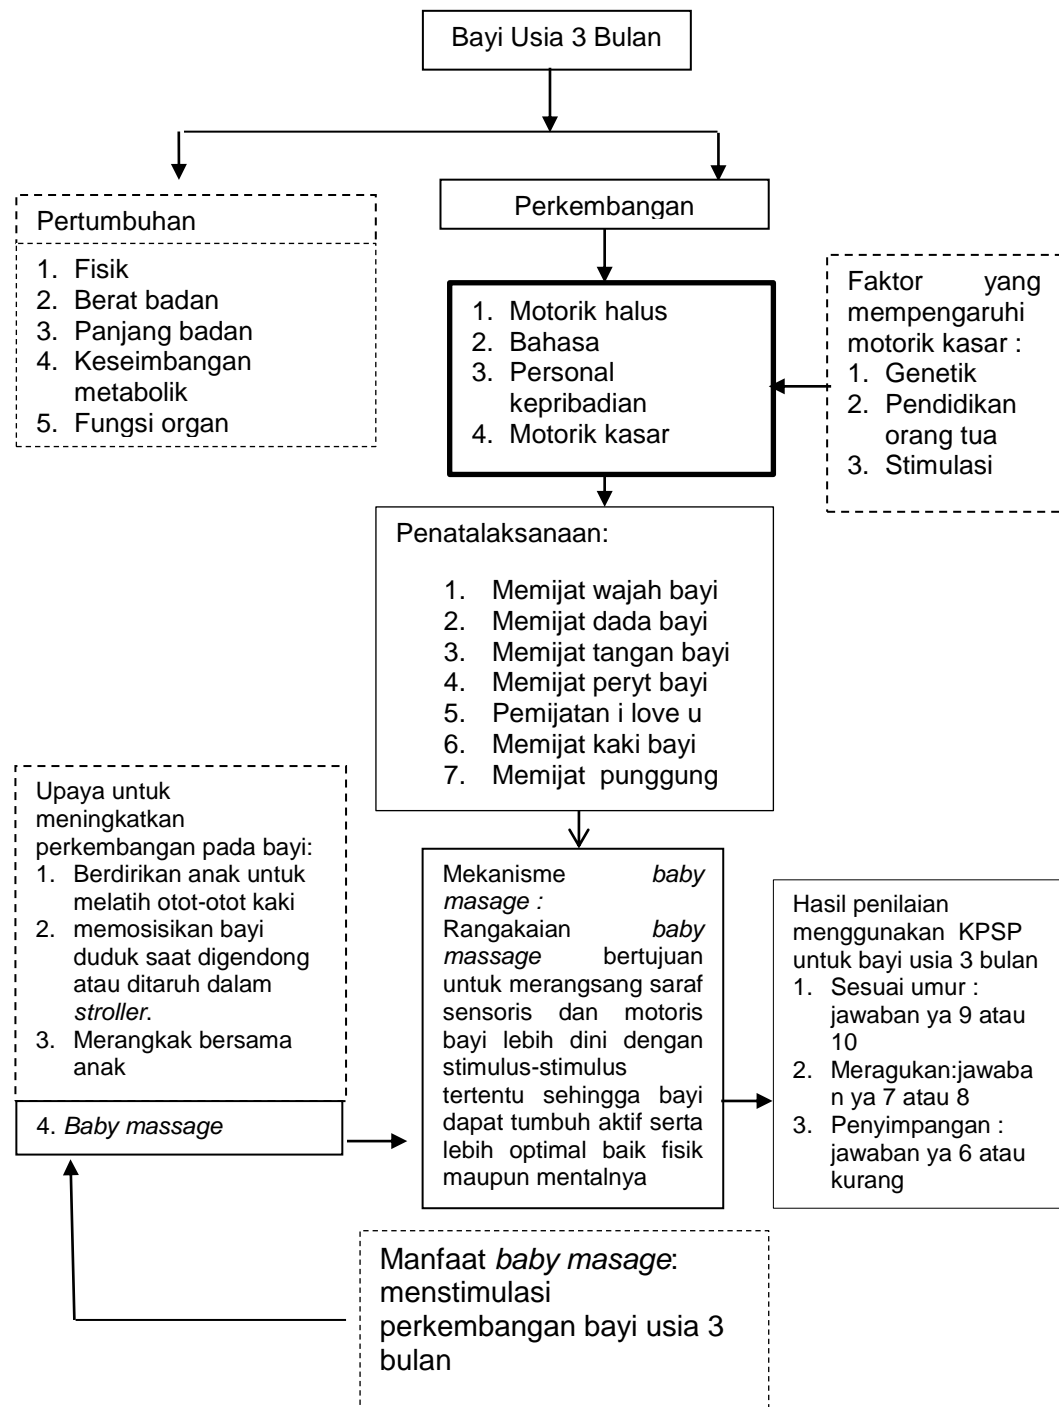 Bayi Usia 3 Bulan
Pertumbuhan
1. Fisik
2. Berat badan
3. Panjang badan
4. Keseimbangan
metabolik
5. Fungsi organ
Perkembangan
1. Motorik halus
2. Bahasa
3. Personal
kepribadian
4. Motorik kasar
Faktor yang
mempengaruhi
motorik kasar :
1. Genetik
2. Pendidikan
orang tua
3. Stimulasi
Penatalaksanaan:
1. Memijat wajah bayi
2. Memijat dada bayi
3. Memijat tangan bayi
4. Memijat peryt bayi
5. Pemijatan i love u
6. Memijat kaki bayi
7. Memijat punggung
Upaya untuk
meningkatkan
perkembangan pada bayi:
1. Berdirikan anak untuk
melatih otot-otot kaki
2. memosisikan bayi
duduk saat digendong
atau ditaruh dalam
stroller.
3. Merangkak bersama
anak
4. Baby massage
Mekanisme baby
masage :
Rangakaian baby
massage bertujuan
untuk merangsang saraf
sensoris dan motoris
bayi lebih dini dengan
stimulus-stimulus
tertentu sehingga bayi
dapat tumbuh aktif serta
lebih optimal baik fisik
maupun mentalnya
Hasil penilaian
menggunakan KPSP
untuk bayi usia 3 bulan
1. Sesuai umur :
jawaban ya 9 atau
10
2. Meragukan:jawaba
n ya 7 atau 8
3. Penyimpangan :
jawaban ya 6 atau
kurang
Manfaat baby masage:
menstimulasi
perkembangan bayi usia 3
bulan